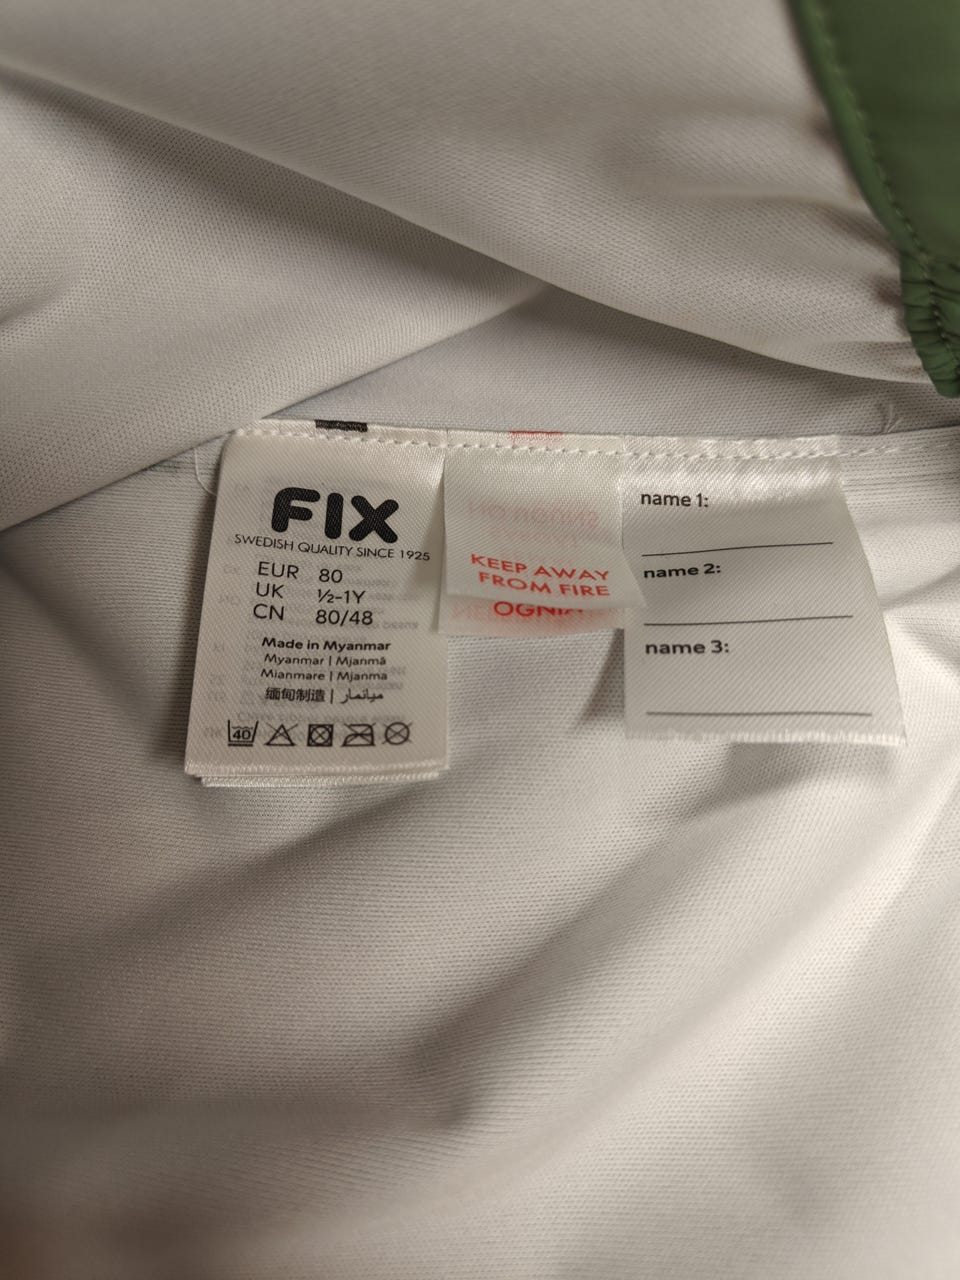 FIX
SWEDISH QUALITY SINCE 1925
EUR 80
UK ½-1Y
CN 80/48
Made in Myanmar
Myanmar | Mjanmā
Mianmare | Mjanma
缅甸制造 | ميانمار
40
KEEP AWAY
FROM FIRE
name 1:
name 2:
name 3: